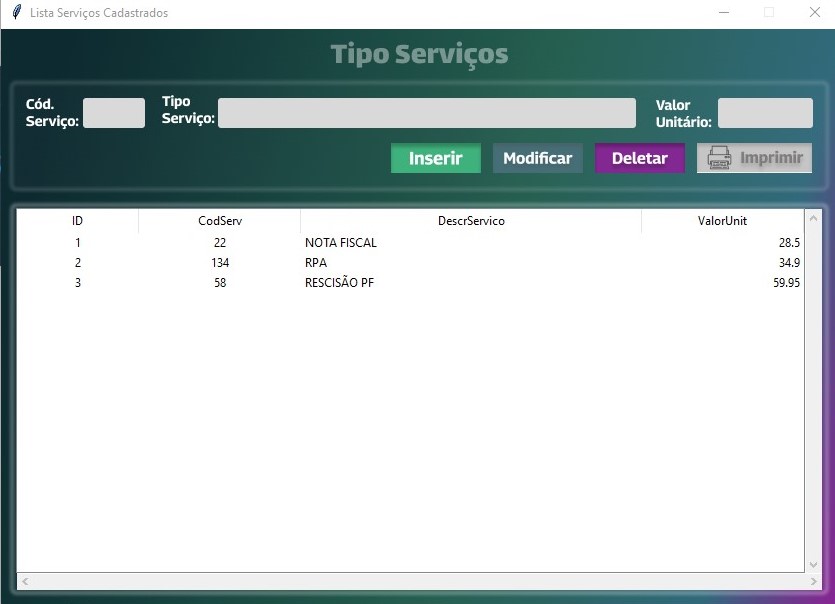 Lista Serviços Cadastrados
Tipo Serviços
Cód.
Serviço:
Tipo
Serviço:
Valor
Unitário:
Inserir Modificar Deletar Imprimir
ID CodServ DescrServico ValorUnit
1 22 NOTA FISCAL 28.5
2 134 RPA 34.9
3 58 RESCISÃO PF 59.95